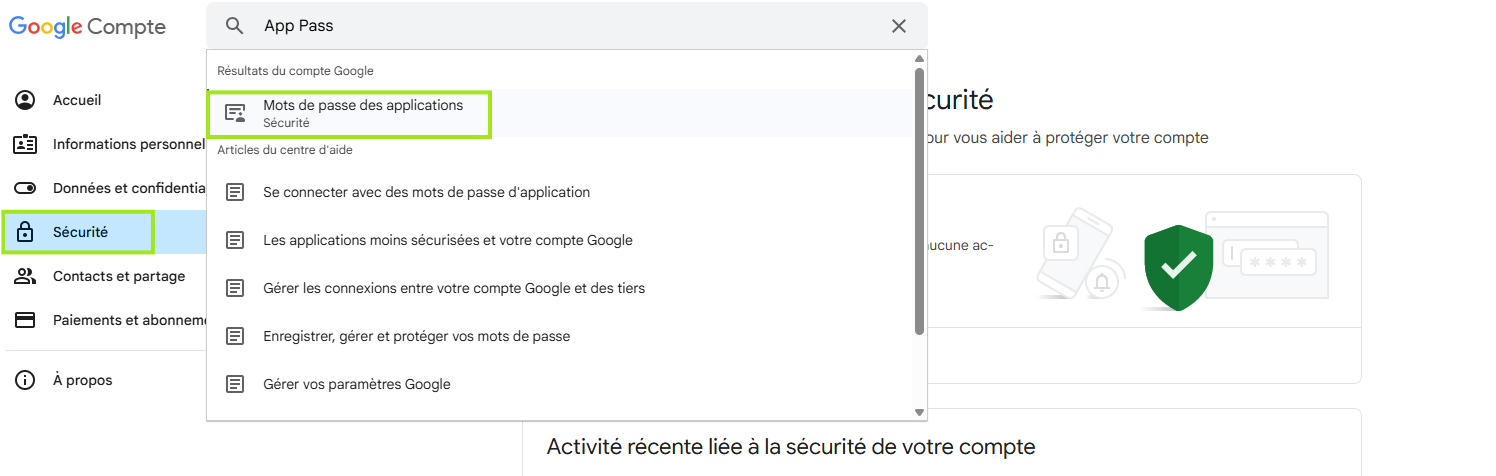 Google Compte
App Pass
Accueil
Informations personnel
Données et confidentia
Sécurité
Contacts et partage
Paiements et abonneme
À propos
Résultats du compte Google
Mots de passe des applications
Sécurité
Articles du centre d'aide
Se connecter avec des mots de passe d'application
Les applications moins sécurisées et votre compte Google
Gérer les connexions entre votre compte Google et des tiers
Enregistrer, gérer et protéger vos mots de passe
Gérer vos paramètres Google
curité
our vous aider à protéger votre compte
aucune ac-
Activité récente liée à la sécurité de votre compte